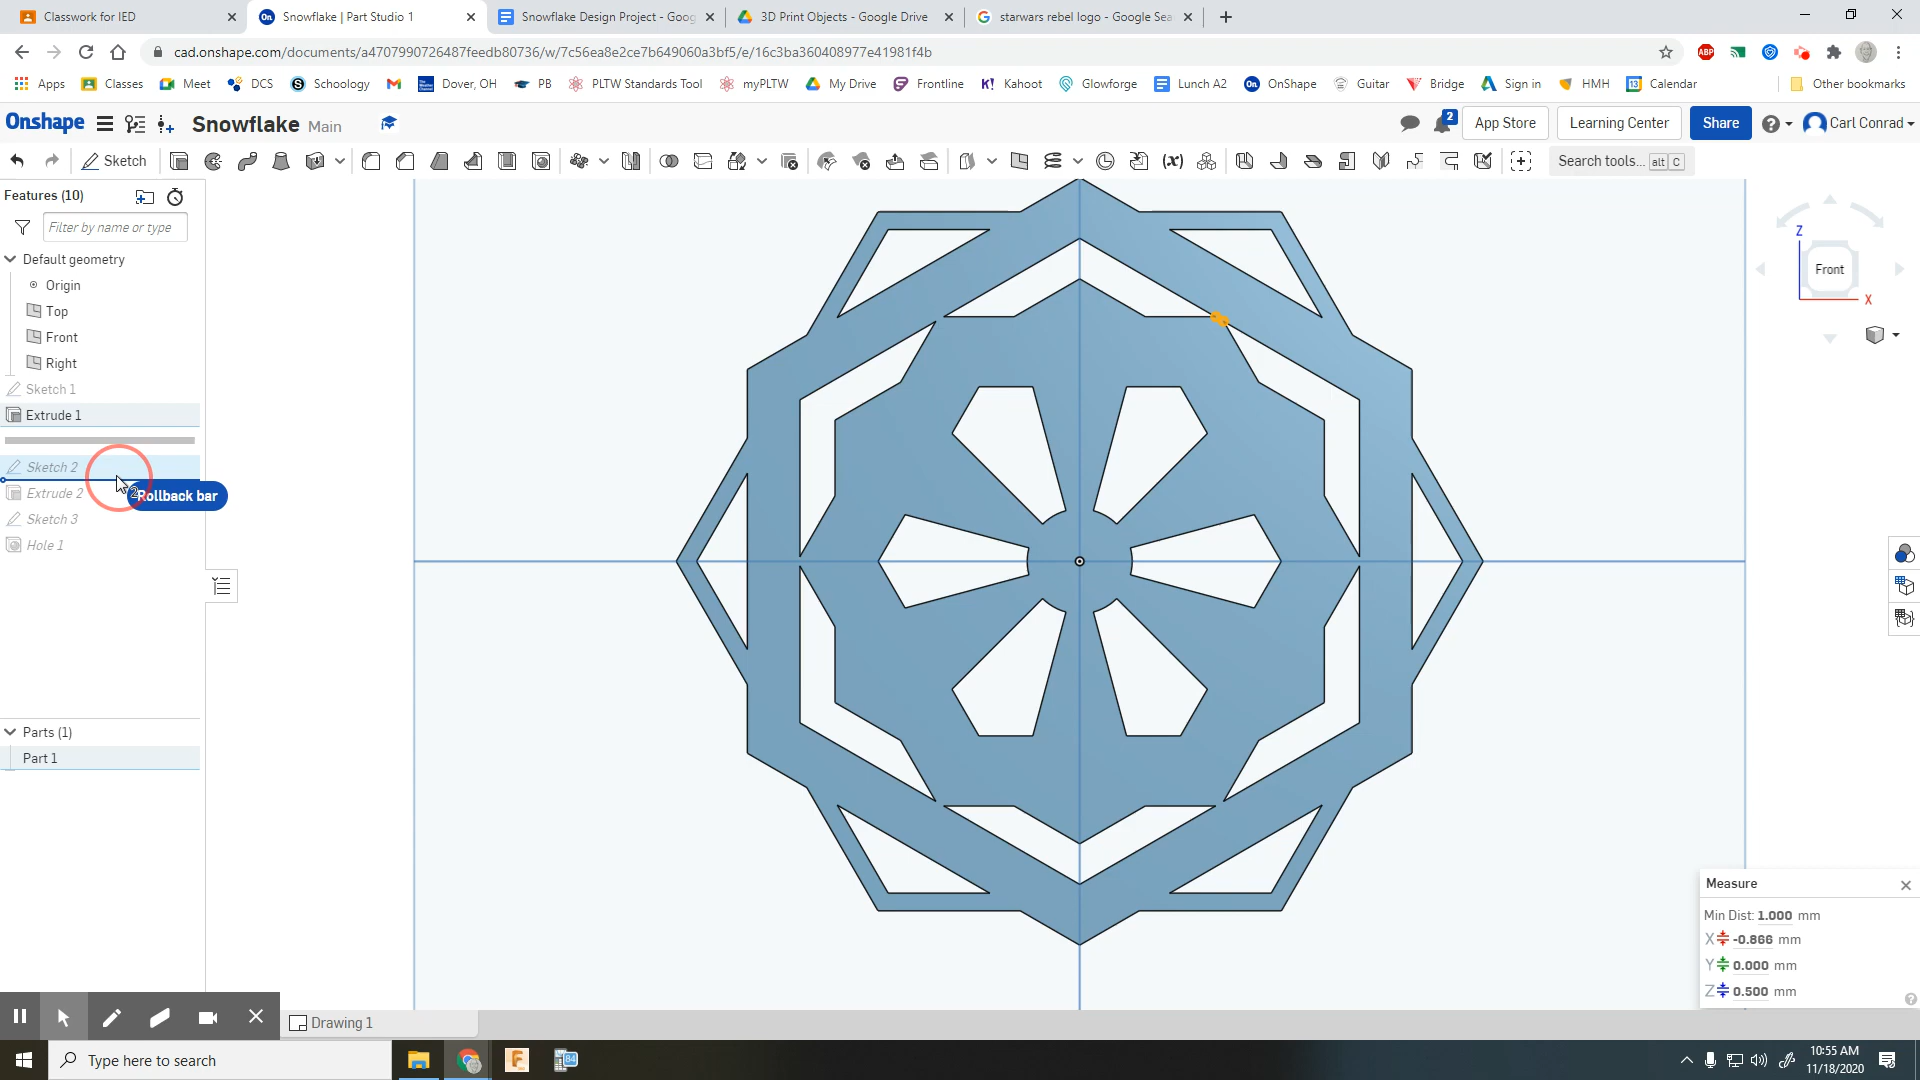 Classwork for IED
Snowflake | Part Studio 1
Snowflake Design Project - Goog
3D Print Objects - Google Drive
starwars rebel logo - Google Sea
cad.onshape.com/documents/a4707990726487feedb80736/w/7c56ea8e2ce7b649060a3bf5/e/16c3ba360408977e41981f4b
Apps
Classes
Meet
DCS
Schoology
Dover, OH
PB
PLTW Standards Tool
myPLTW
My Drive
Frontline
Kahoot
Glowforge
Lunch A2
OnShape
Guitar
Bridge
Sign in
HMH
Calendar
Other bookmarks
Onshape
Snowflake Main
2
App Store
Learning Center
Share
Carl Conrad
Sketch
Search tools... alt C
Features (10)
Filter by name or type
Default geometry
Origin
Top
Front
Right
Sketch 1
Extrude 1
Sketch 2
Rollback bar
Extrude 2
Sketch 3
Hole 1
Parts (1)
Part 1
Z
Front
X
Measure
Min Dist: 1.000 mm
X -0.866 mm
Y 0.000 mm
Z 0.500 mm
Drawing 1
Type here to search
10:55 AM
11/18/2020